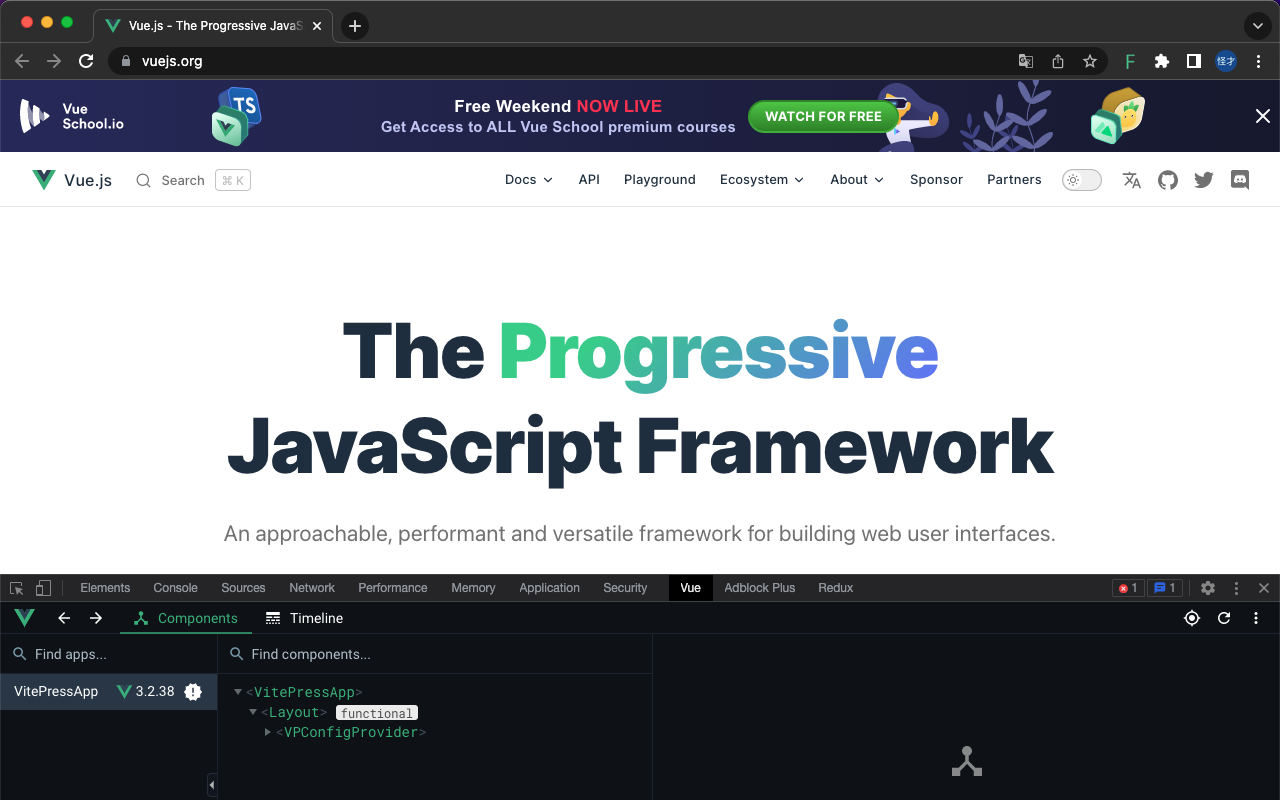 Vue.js - The Progressive JavaS
vuejs.org
F
怪才
Vue
School.io
TS
Free Weekend NOW LIVE
Get Access to ALL Vue School premium courses
WATCH FOR FREE
Vue.js
Search
⌘ K
Docs
API
Playground
Ecosystem
About
Sponsor
Partners
The Progressive
JavaScript Framework
An approachable, performant and versatile framework for building web user interfaces.
Elements
Console
Sources
Network
Performance
Memory
Application
Security
Vue
Adblock Plus
Redux
1
1
Components
Timeline
Find apps...
Find components...
VitePressApp
3.2.38
<VitePressApp>
<Layout> functional
<VPConfigProvider>